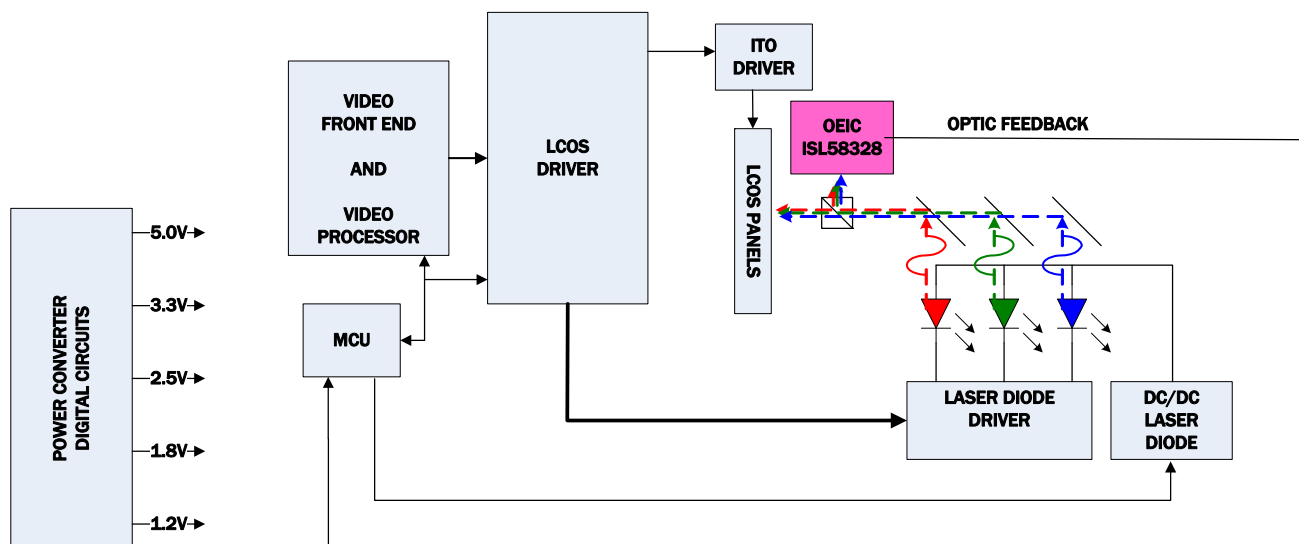 POWER CONVERTER
DIGITAL CIRCUITS
5.0V
3.3V
2.5V
1.8V
1.2V
VIDEO
FRONT END
AND
VIDEO
PROCESSOR
MCU
LCOS
DRIVER
ITO
DRIVER
LCOS PANELS
OEIC
ISL58328
OPTIC FEEDBACK
LASER DIODE
DRIVER
DC/DC
LASER
DIODE